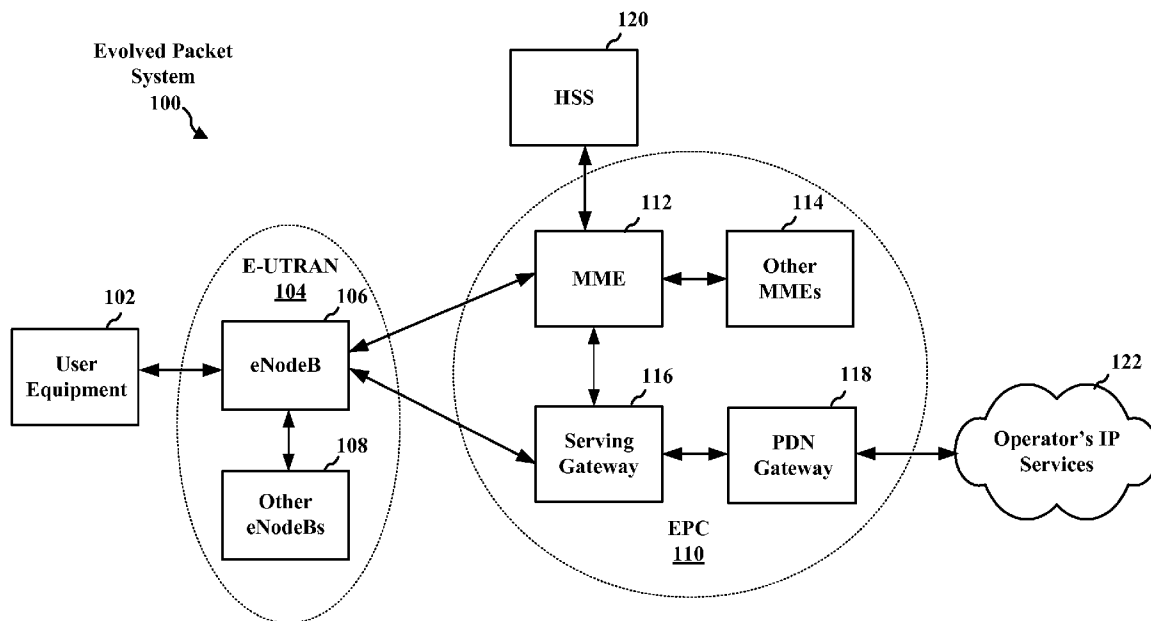 Evolved Packet
System
100
120
HSS
112
MME
114
Other
MMEs
E-UTRAN
104
106
eNodeB
102
User
Equipment
108
Other
eNodeBs
116
Serving
Gateway
118
PDN
Gateway
122
Operator's IP
Services
EPC
110